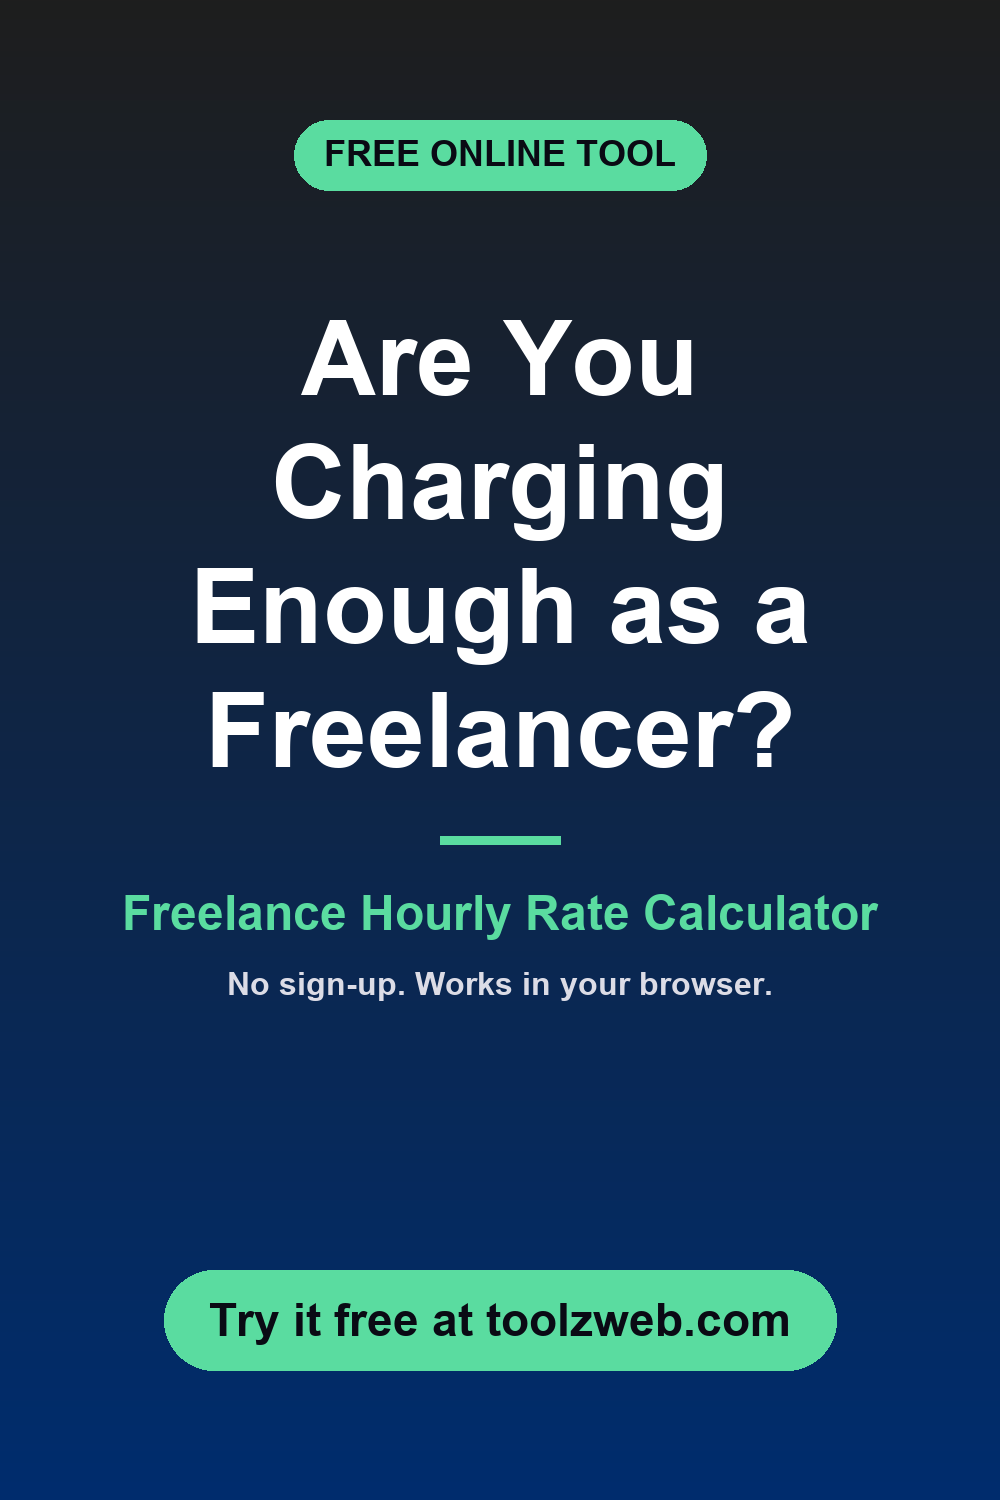 FREE ONLINE TOOL
Are You
Charging
Enough as a
Freelancer?
Freelance Hourly Rate Calculator
No sign-up. Works in your browser.
Try it free at toolzweb.com